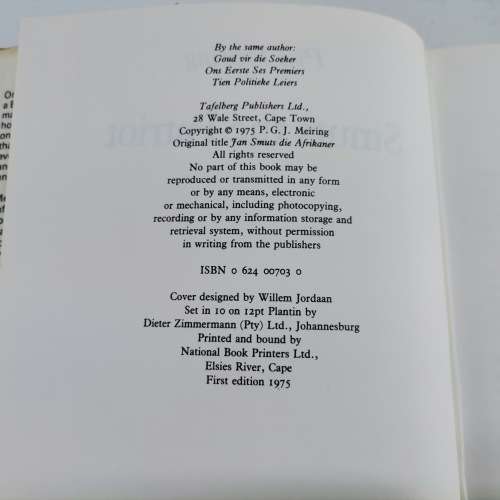 By the same author:
Goud vir die Soeker
Ons Eerste Ses Premiers
Tien Politieke Leiers
Tafelberg Publishers Ltd.,
28 Wale Street, Cape Town
Copyright © 1975 P. G. J. Meiring
Original title Jan Smuts die Afrikaner
All rights reserved
No part of this book may be
reproduced or transmitted in any form
or by any means, electronic
or mechanical, including photocopying,
recording or by any information storage and
retrieval system, without permission
in writing from the publishers
ISBN 0 624 00703 0
Cover designed by Willem Jordaan
Set in 10 on 12pt Plantin by
Dieter Zimmermann (Pty) Ltd., Johannesburg
Printed and bound by
National Book Printers Ltd.,
Elsies River, Cape
First edition 1975